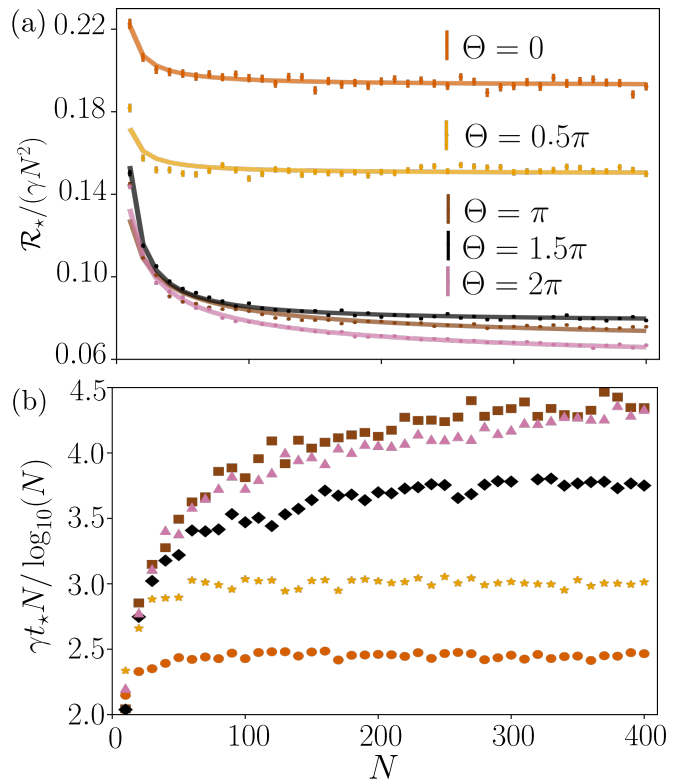 (a)
0.22
0.18
0.14
0.10
0.06
ℛ⋆/(γN²)
Θ = 0
Θ = 0.5π
Θ = π
Θ = 1.5π
Θ = 2π
(b)
4.5
4.0
3.5
3.0
2.5
2.0
γt⋆N/ log₁₀(N)
0
100
200
300
400
N